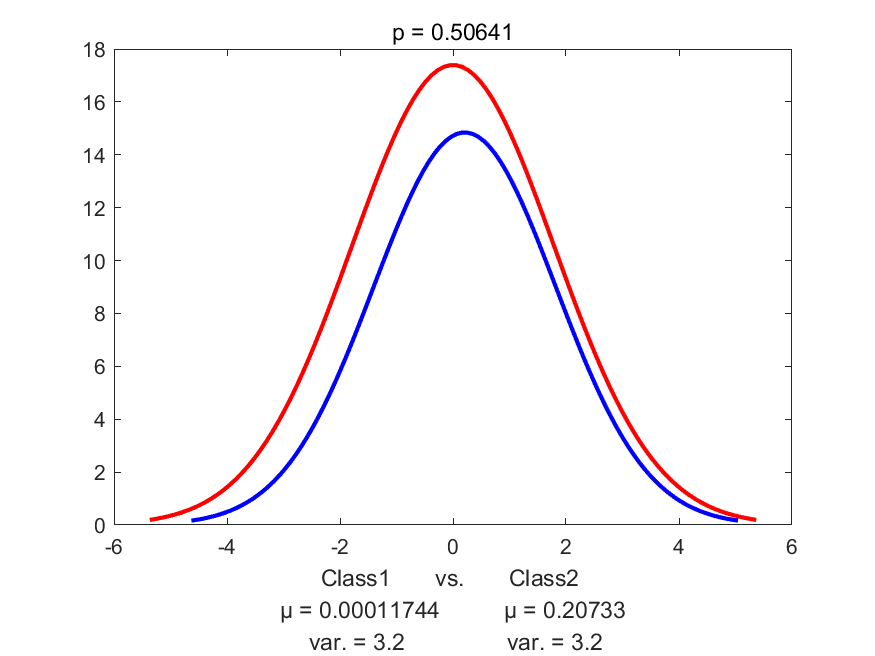 p = 0.50641
18
16
14
12
10
8
6
4
2
0
-6 -4 -2 0 2 4 6
Class1 vs. Class2
μ = 0.00011744 μ = 0.20733
var. = 3.2 var. = 3.2